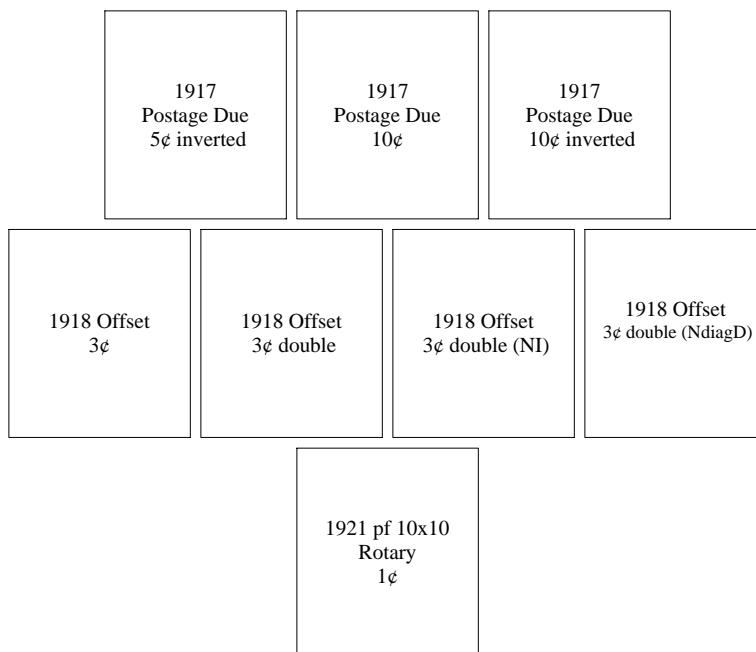 1917
Postage Due
5¢ inverted
1917
Postage Due
10¢
1917
Postage Due
10¢ inverted
1918 Offset
3¢
1918 Offset
3¢ double
1918 Offset
3¢ double (NI)
1918 Offset
3¢ double (NdiagD)
1921 pf 10x10
Rotary
1¢